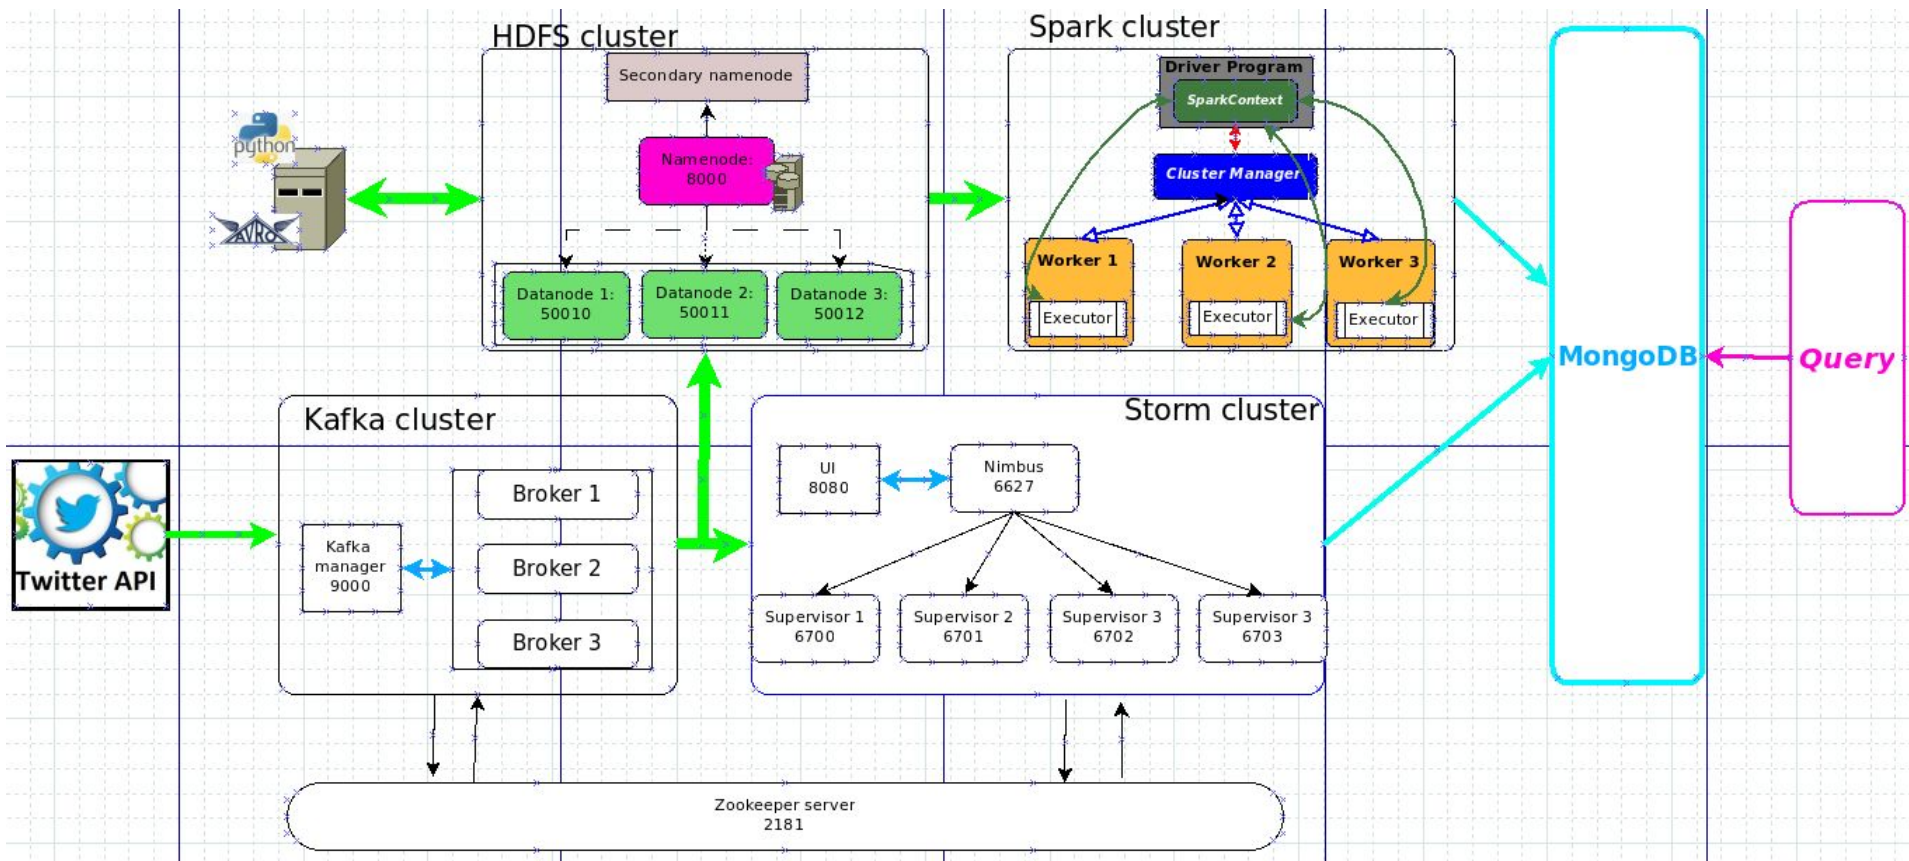 HDFS cluster
Secondary namenode
Namenode:
8000
Datanode 1:
50010
Datanode 2:
50011
Datanode 3:
50012
python
AVRO
Spark cluster
Driver Program
SparkContext
Cluster Manager
Worker 1
Executor
Worker 2
Executor
Worker 3
Executor
MongoDB
Query
Twitter API
Kafka cluster
Kafka
manager
9000
Broker 1
Broker 2
Broker 3
Storm cluster
UI
8080
Nimbus
6627
Supervisor 1
6700
Supervisor 2
6701
Supervisor 3
6702
Supervisor 3
6703
Zookeeper server
2181